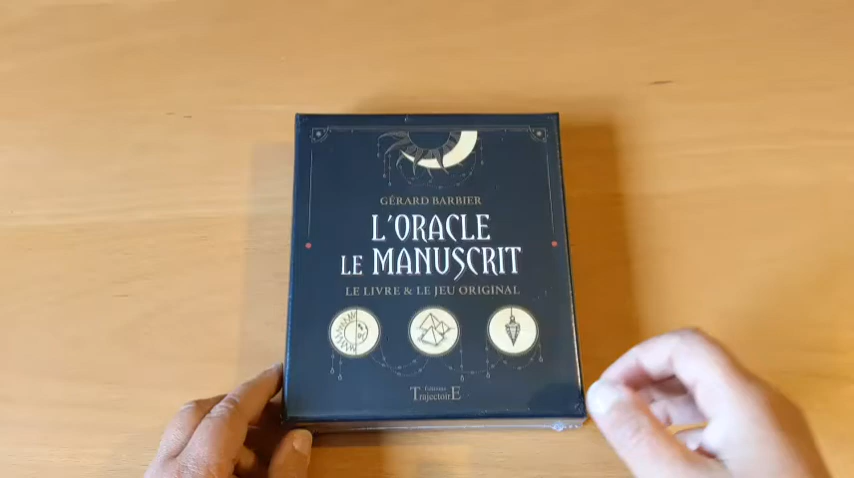 GÉRARD BARBIER
L'ORACLE
LE MANUSCRIT
LE LIVRE & LE JEU ORIGINAL
Éditions
TrajectoirE